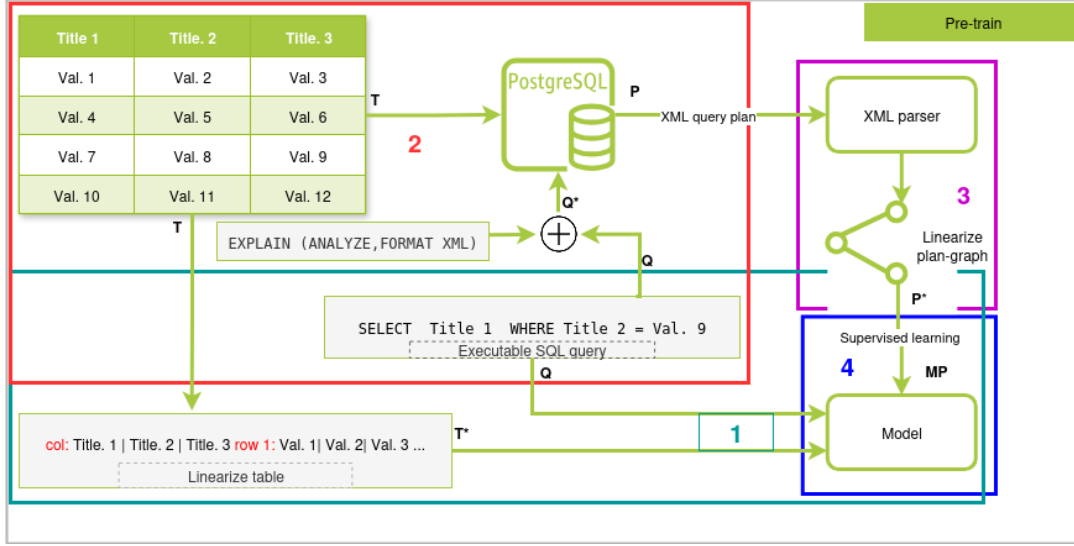 Pre-train
Title 1 Title. 2 Title. 3
Val. 1 Val. 2 Val. 3
Val. 4 Val. 5 Val. 6
Val. 7 Val. 8 Val. 9
Val. 10 Val. 11 Val. 12
T
2
PostgreSQL
P
XML query plan
XML parser
3
Linearize
plan-graph
T
Q*
EXPLAIN (ANALYZE,FORMAT XML)
Q
P*
SELECT Title 1 WHERE Title 2 = Val. 9
Executable SQL query
Supervised learning
4
MP
Q
Model
1
T*
col: Title. 1 | Title. 2 | Title. 3 row 1: Val. 1| Val. 2| Val. 3 ...
Linearize table